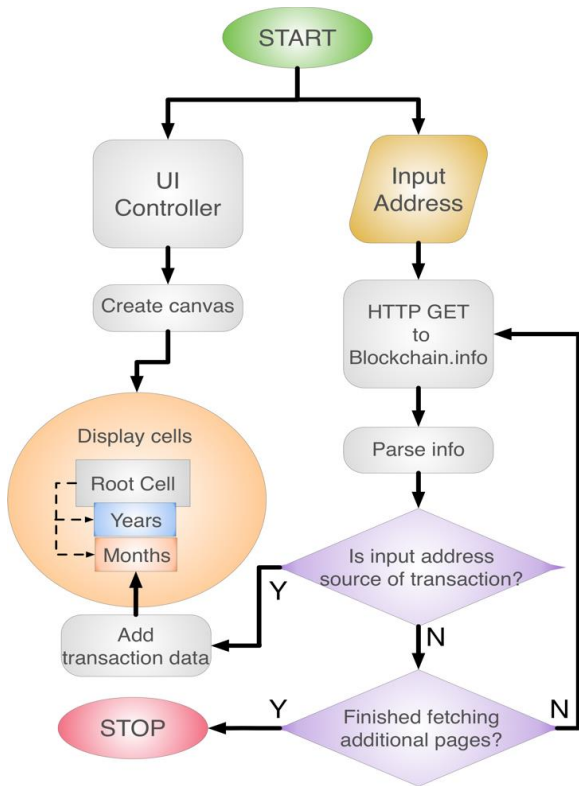 START
UI
Controller
Input
Address
Create canvas
HTTP GET
to
Blockchain.info
Display cells
Root Cell
Years
Months
Parse info
Is input address
source of transaction?
Y
N
Add
transaction data
STOP
Y
Finished fetching
additional pages?
N